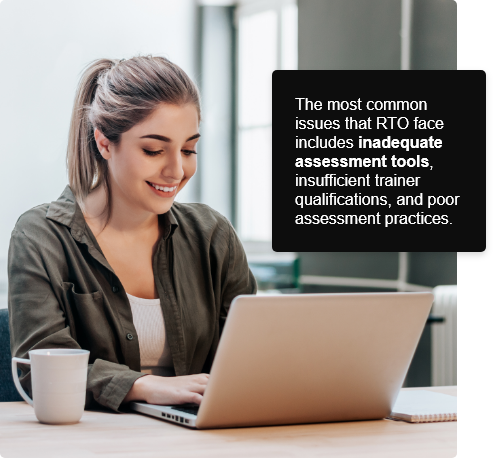 The most common
issues that RTO face
includes inadequate
assessment tools,
insufficient trainer
qualifications, and poor
assessment practices.